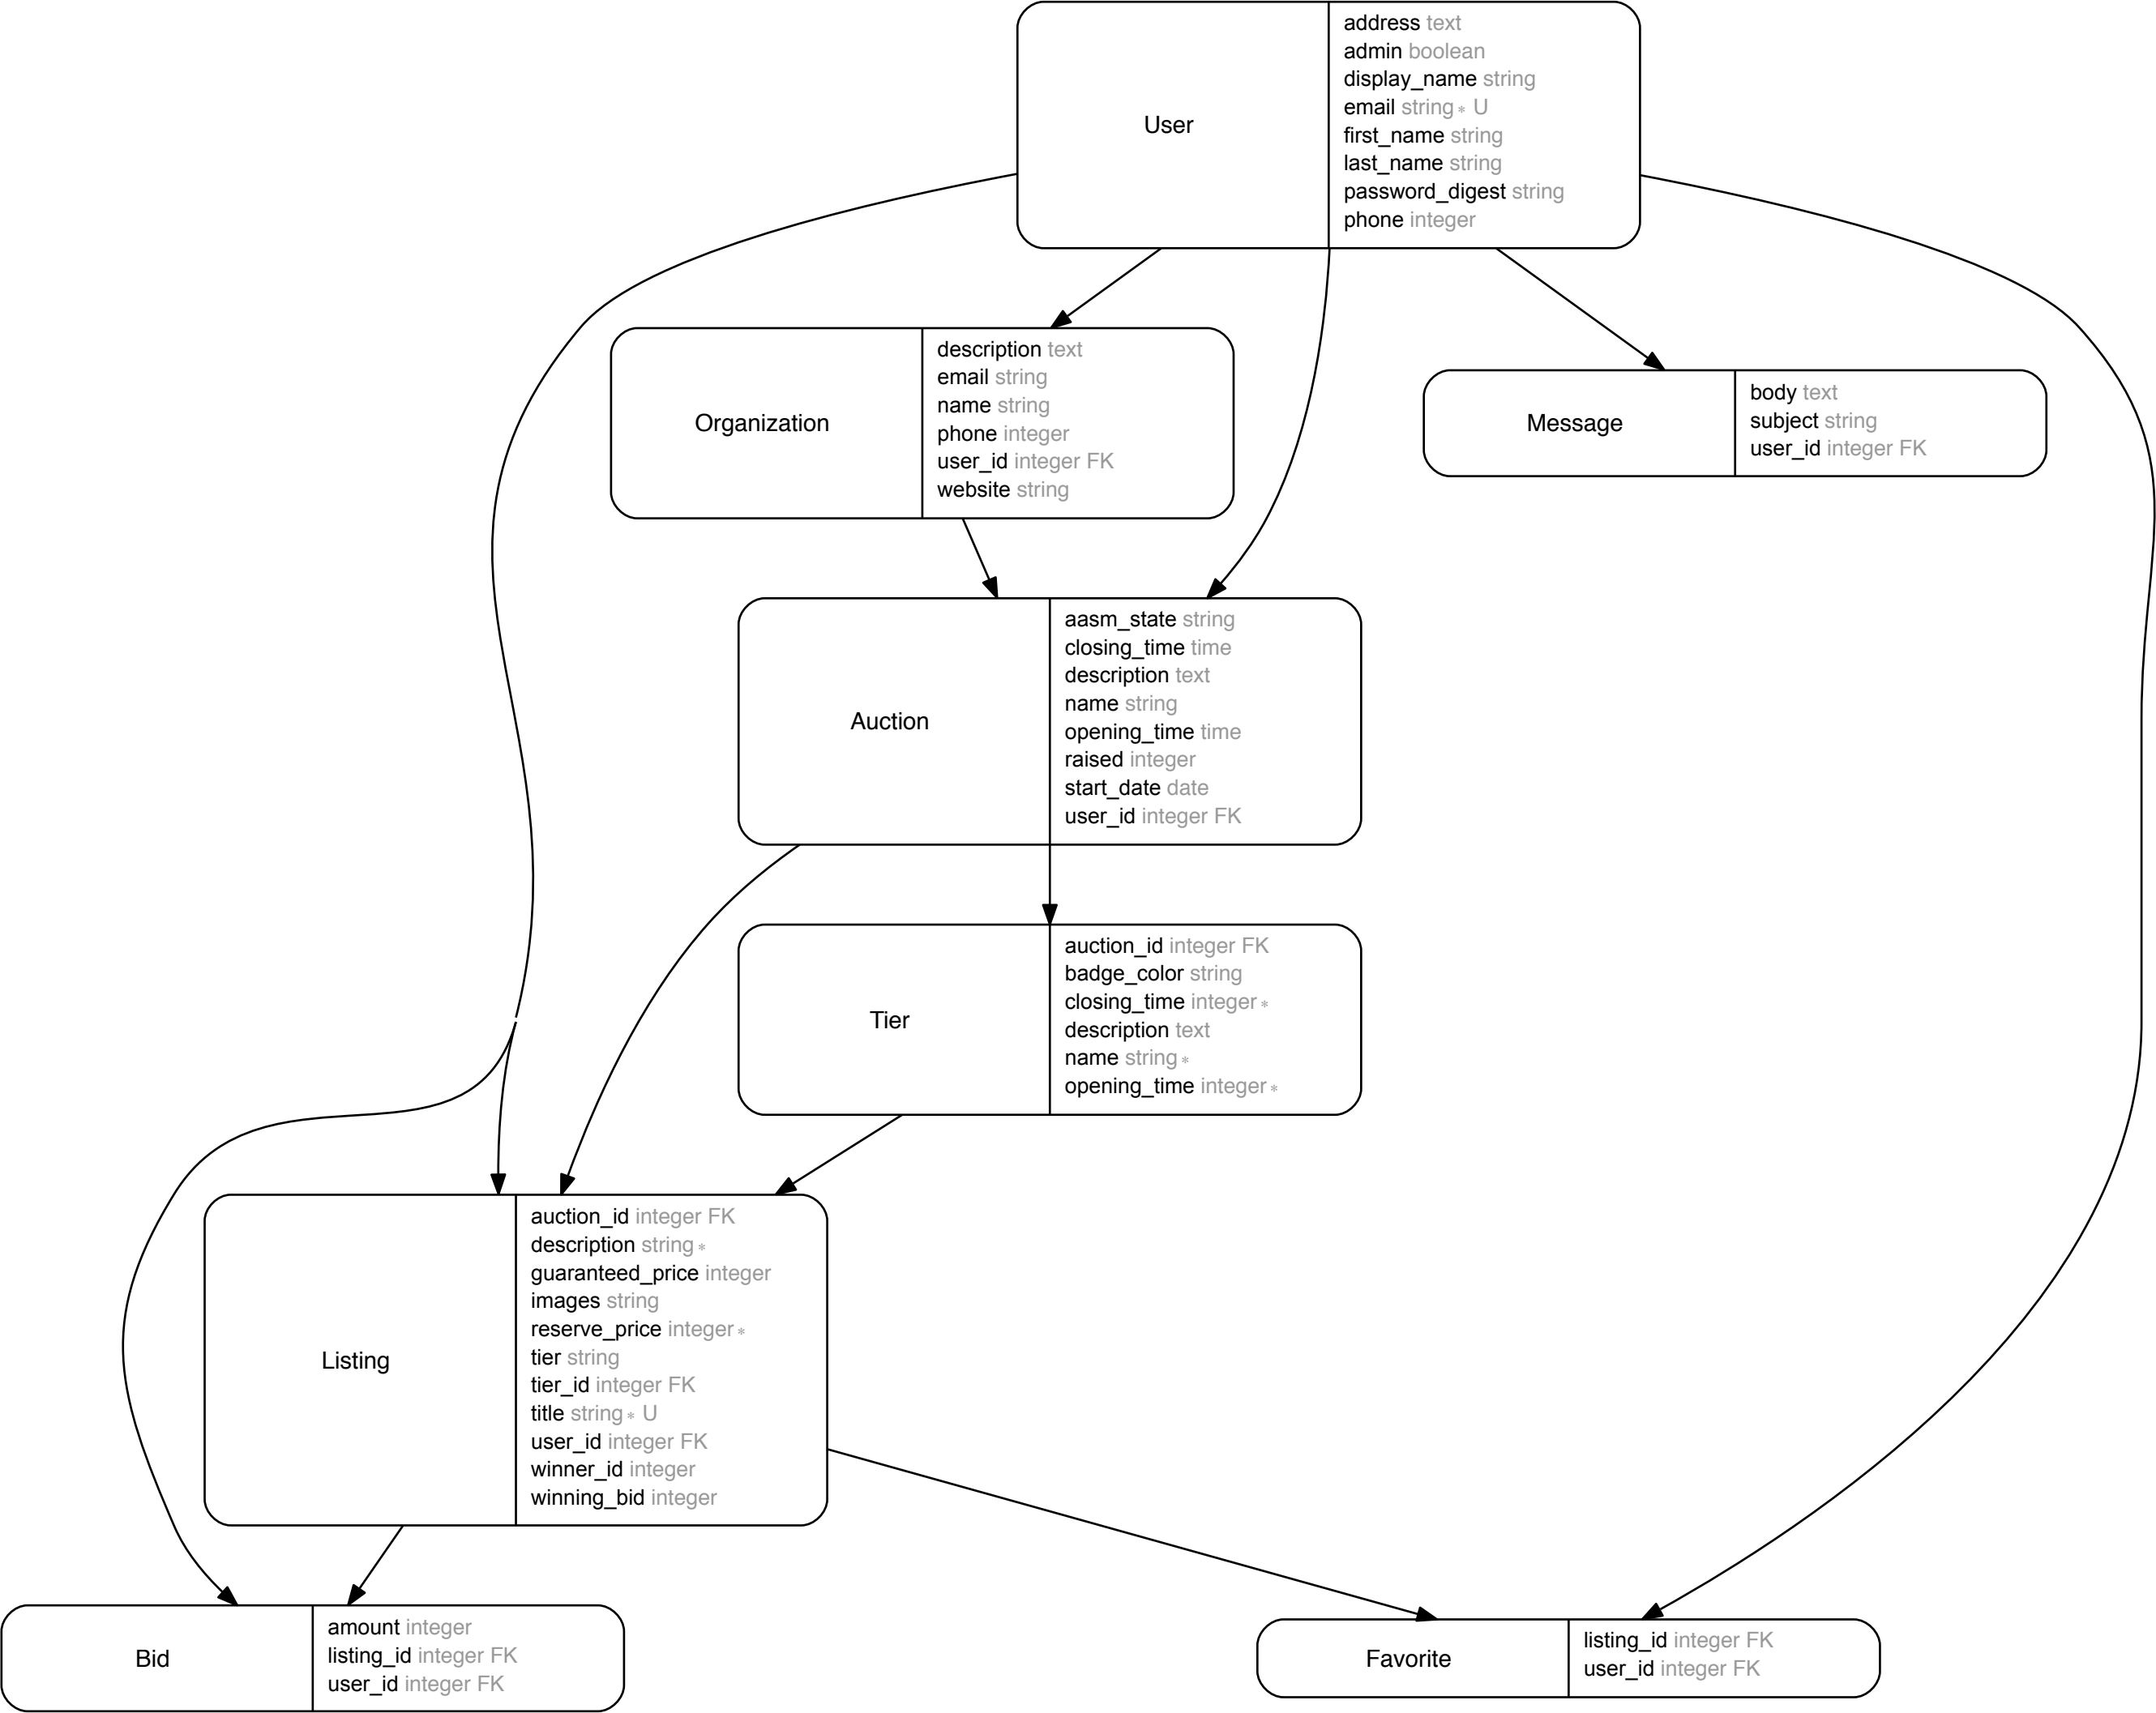 User
address text
admin boolean
display_name string
email string* U
first_name string
last_name string
password_digest string
phone integer
Organization
description text
email string
name string
phone integer
user_id integer FK
website string
Message
body text
subject string
user_id integer FK
Auction
aasm_state string
closing_time time
description text
name string
opening_time time
raised integer
start_date date
user_id integer FK
Tier
auction_id integer FK
badge_color string
closing_time integer*
description text
name string*
opening_time integer*
Listing
auction_id integer FK
description string*
guaranteed_price integer
images string
reserve_price integer*
tier string
tier_id integer FK
title string* U
user_id integer FK
winner_id integer
winning_bid integer
Bid
amount integer
listing_id integer FK
user_id integer FK
Favorite
listing_id integer FK
user_id integer FK